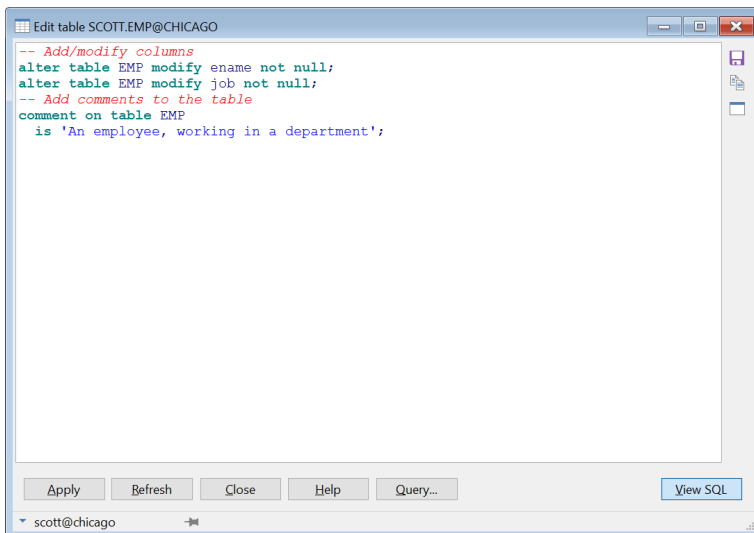 Edit table SCOTT.EMP@CHICAGO
-- Add/modify columns
alter table EMP modify ename not null;
alter table EMP modify job not null;
-- Add comments to the table
comment on table EMP
  is 'An employee, working in a department';
Apply Refresh Close Help Query... View SQL
scott@chicago